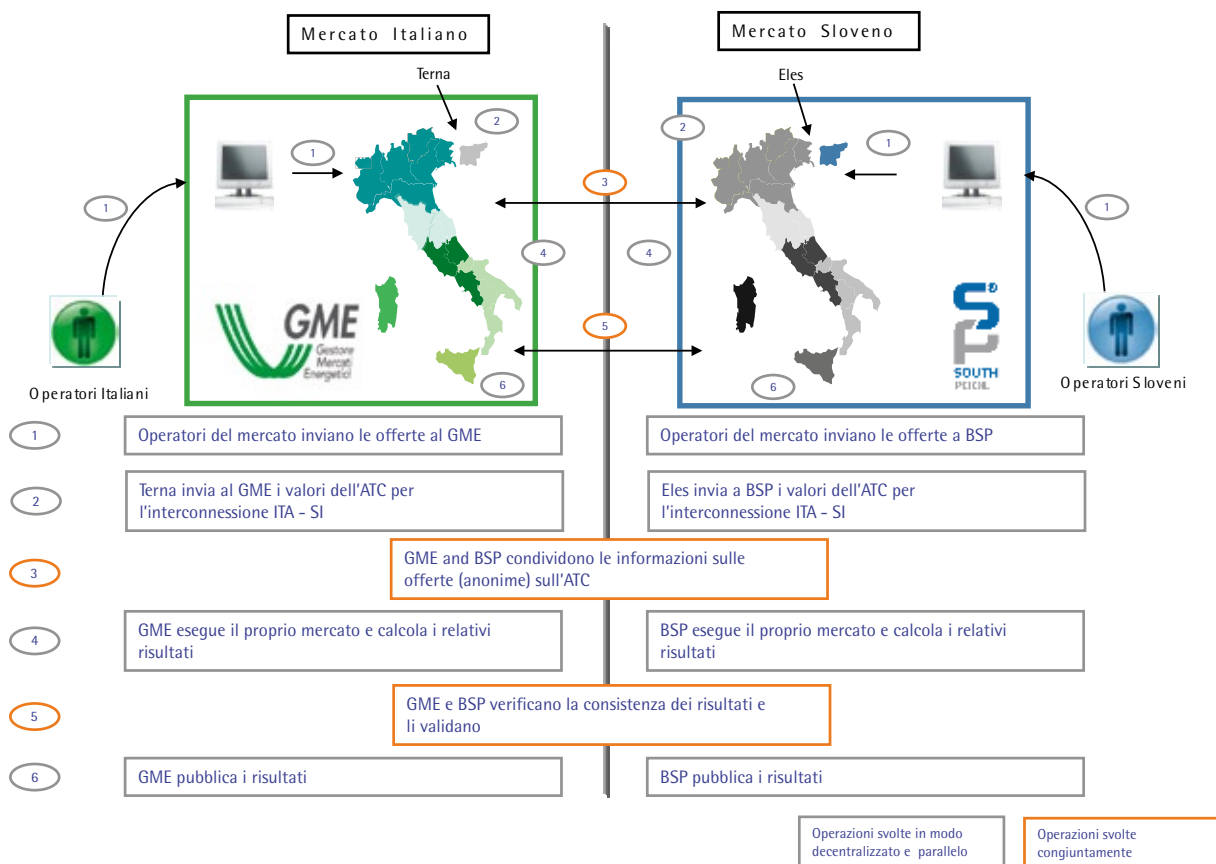 Mercato Italiano
Mercato Sloveno
Terna
Eles
2
2
1
1
3
1
1
4
4
GME
Gestore
Mercati
Energetici
5
SOUTH
POOL
6
6
Operatori Italiani
Operatori Sloveni
1
Operatori del mercato inviano le offerte al GME
Operatori del mercato inviano le offerte a BSP
2
Terna invia al GME i valori dell'ATC per
l'interconnessione ITA - SI
Eles invia a BSP i valori dell'ATC per
l'interconnessione ITA - SI
3
GME and BSP condividono le informazioni sulle
offerte (anonime) sull'ATC
4
GME esegue il proprio mercato e calcola i relativi
risultati
BSP esegue il proprio mercato e calcola i relativi
risultati
5
GME e BSP verificano la consistenza dei risultati e
li validano
6
GME pubblica i risultati
BSP pubblica i risultati
Operazioni svolte in modo
decentralizzato e parallelo
Operazioni svolte
congiuntamente